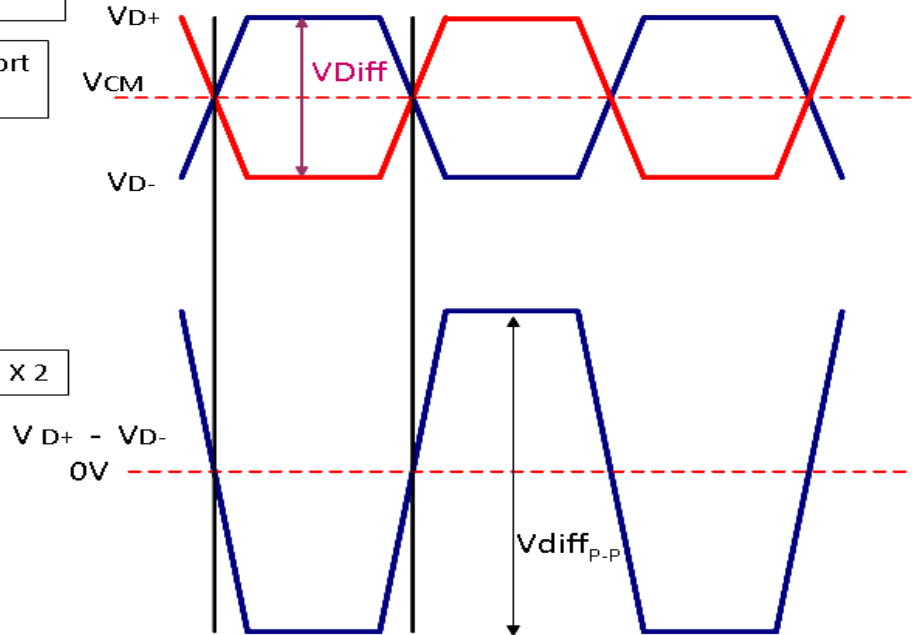 VD+
ort
VDiff
VCM
VD-
X 2
V D+ - VD-
0V
VdiffP-P